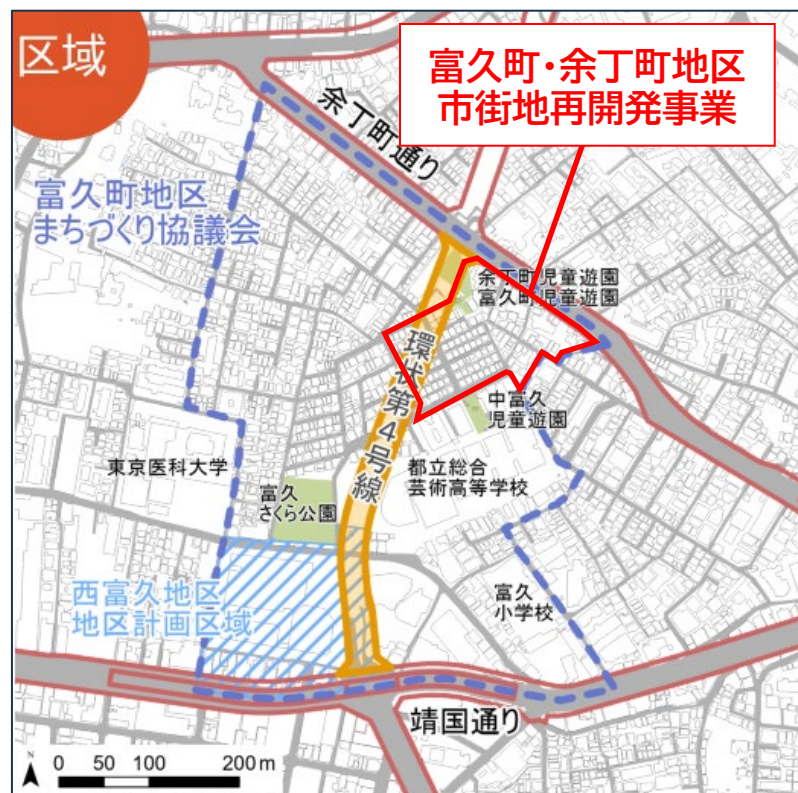 区域
富久町・余丁町地区
市街地再開発事業
余丁町通り
富久町地区
まちづくり協議会
余丁町児童遊園
富久町児童遊園
環状第4号線
中富久
児童遊園
東京医科大学
都立総合
芸術高等学校
富久
さくら公園
西富久地区
地区計画区域
富久
小学校
靖国通り
N
0 50 100 200 m